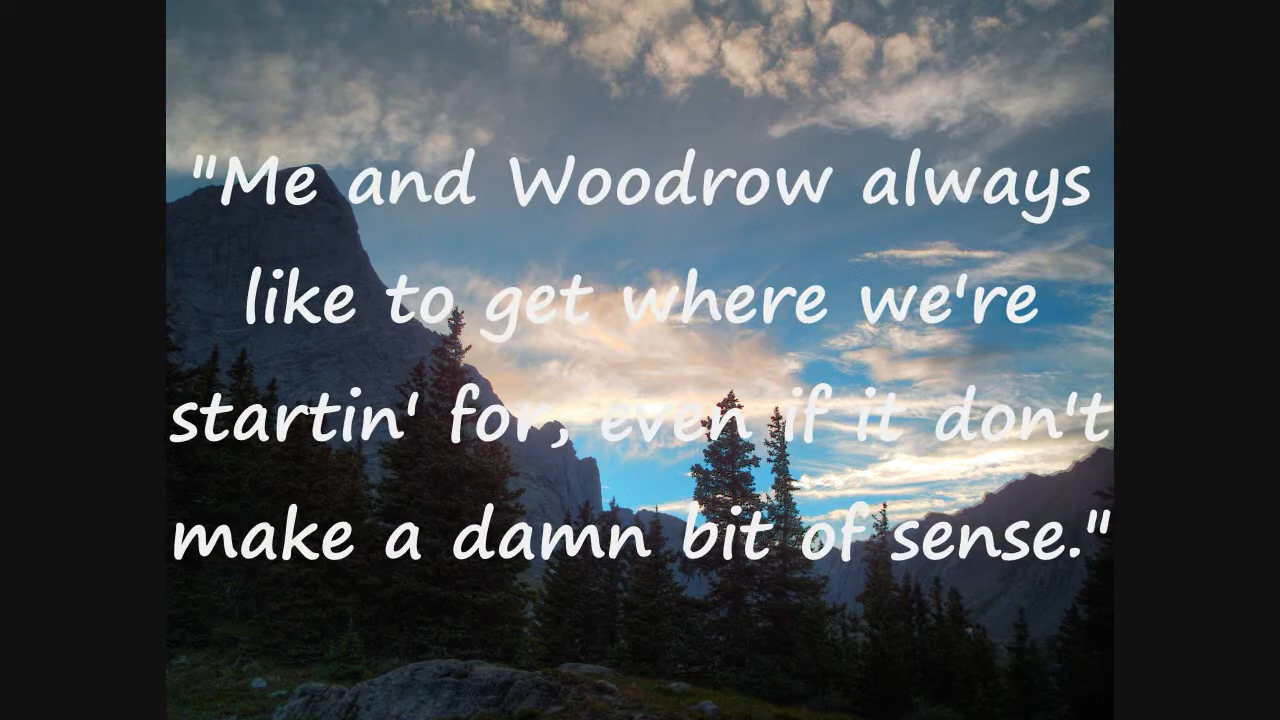 "Me and Woodrow always
like to get where we're
startin' for, even if it don't
make a damn bit of sense."